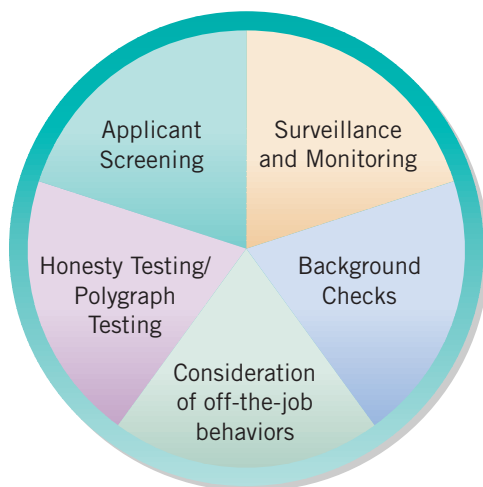 Applicant
Screening
Surveillance
and Monitoring
Honesty Testing/
Polygraph
Testing
Background
Checks
Consideration
of off-the-job
behaviors